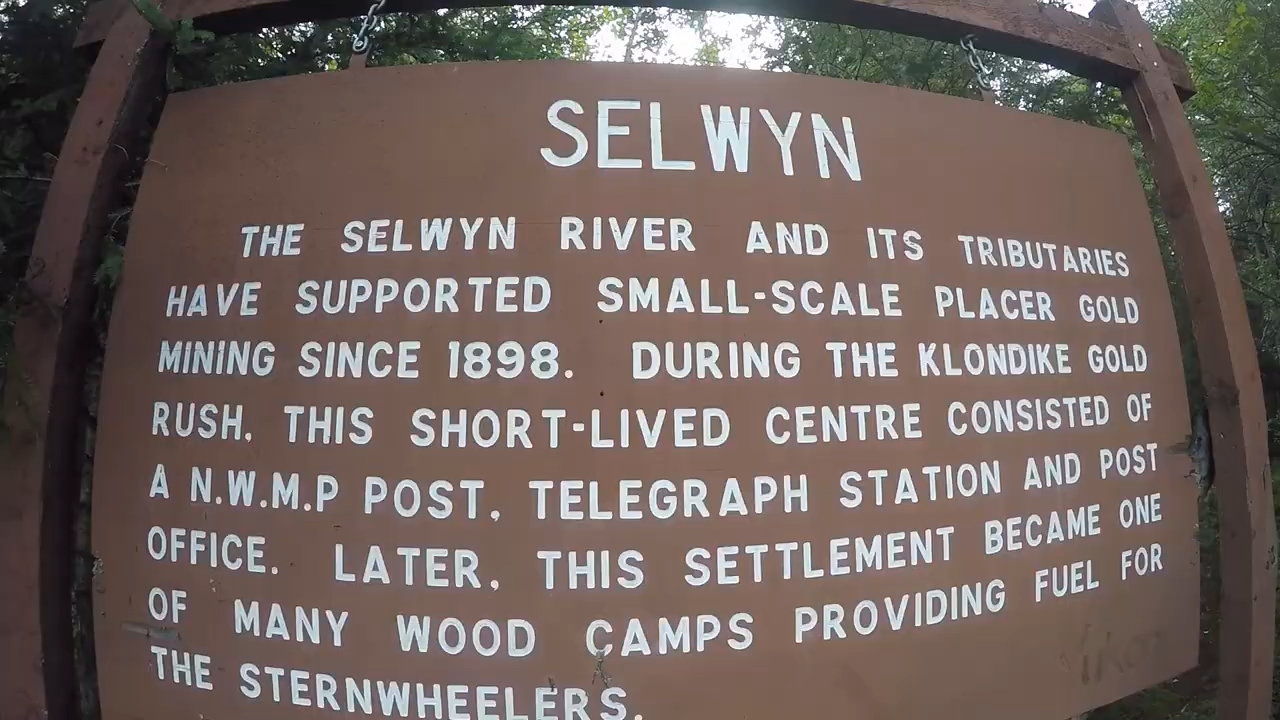 SELWYN
THE SELWYN RIVER AND ITS TRIBUTARIES
HAVE SUPPORTED SMALL-SCALE PLACER GOLD
MINING SINCE 1898. DURING THE KLONDIKE GOLD
RUSH, THIS SHORT-LIVED CENTRE CONSISTED OF
A N.W.M.P POST, TELEGRAPH STATION AND POST
OFFICE. LATER, THIS SETTLEMENT BECAME ONE
OF MANY WOOD CAMPS PROVIDING FUEL FOR
THE STERNWHEELERS.